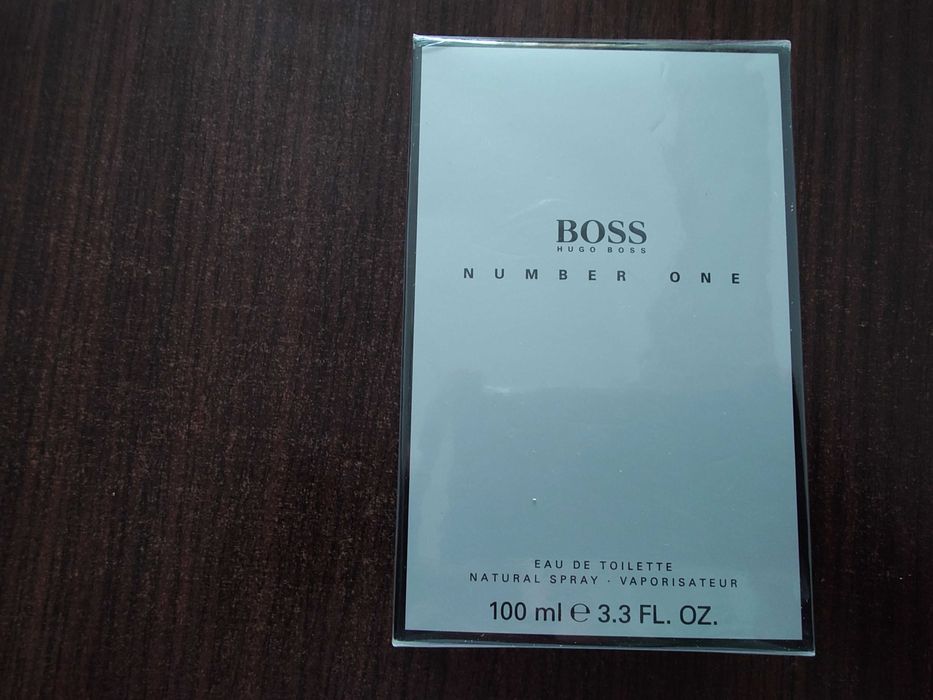 BOSS
HUGO BOSS
NUMBER ONE
EAU DE TOILETTE
NATURAL SPRAY · VAPORISATEUR
100 ml ℮ 3.3 FL. OZ.